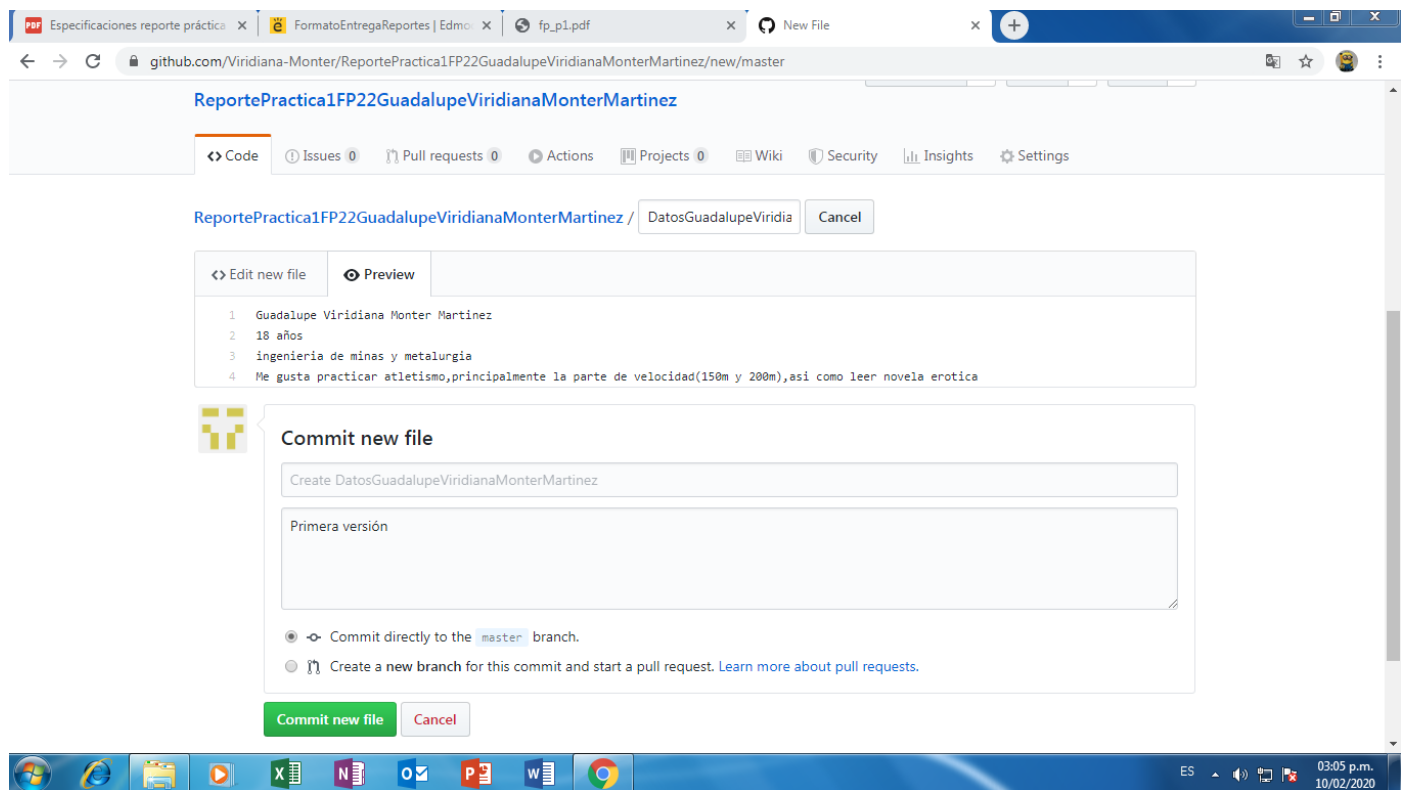 Especificaciones reporte práctica
FormatoEntregaReportes | Edmo
fp_p1.pdf
New File
github.com/Viridiana-Monter/ReportePractica1FP22GuadalupeViridianaMonterMartinez/new/master
ReportePractica1FP22GuadalupeViridianaMonterMartinez
Code Issues 0 Pull requests 0 Actions Projects 0 Wiki Security Insights Settings
ReportePractica1FP22GuadalupeViridianaMonterMartinez / DatosGuadalupeViridia Cancel
Edit new file Preview
1 Guadalupe Viridiana Monter Martinez
2 18 años
3 ingenieria de minas y metalurgia
4 Me gusta practicar atletismo,principalmente la parte de velocidad(150m y 200m),asi como leer novela erotica
Commit new file
Create DatosGuadalupeViridianaMonterMartinez
Primera versión
Commit directly to the master branch.
Create a new branch for this commit and start a pull request. Learn more about pull requests.
Commit new file Cancel
ES 03:05 p.m.
10/02/2020